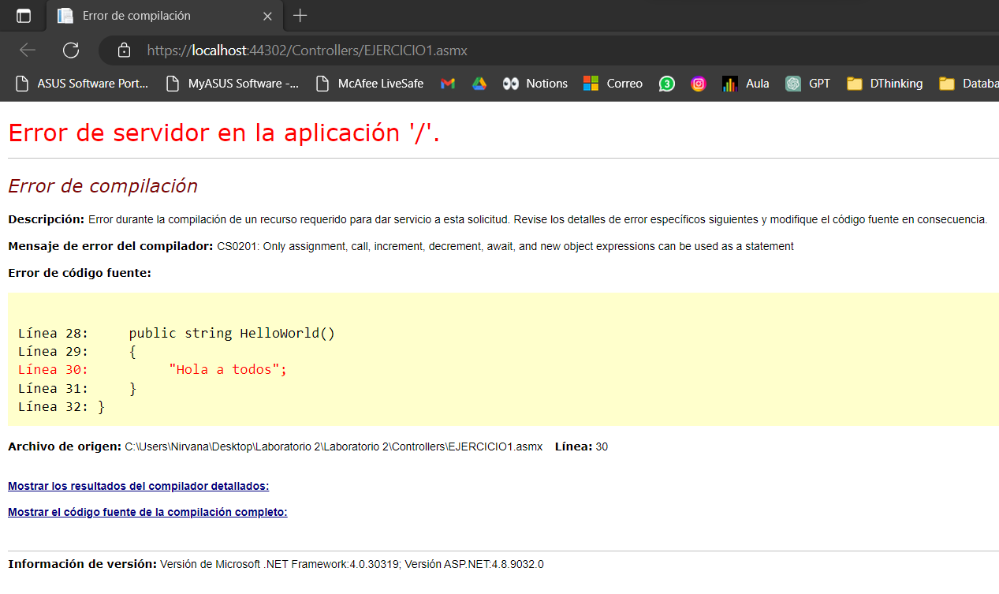 Error de compilación
https://localhost:44302/Controllers/EJERCICIO1.asmx
ASUS Software Port... MyASUS Software -... McAfee LiveSafe Notions Correo 3 Aula GPT DThinking Databa
Error de servidor en la aplicación '/'.
Error de compilación
Descripción: Error durante la compilación de un recurso requerido para dar servicio a esta solicitud. Revise los detalles de error específicos siguientes y modifique el código fuente en consecuencia.
Mensaje de error del compilador: CS0201: Only assignment, call, increment, decrement, await, and new object expressions can be used as a statement
Error de código fuente:
Línea 28:     public string HelloWorld()
Línea 29:     {
Línea 30:          "Hola a todos";
Línea 31:     }
Línea 32: }
Archivo de origen: C:\Users\Nirvana\Desktop\Laboratorio 2\Laboratorio 2\Controllers\EJERCICIO1.asmx    Línea: 30
Mostrar los resultados del compilador detallados:
Mostrar el código fuente de la compilación completo:
Información de versión: Versión de Microsoft .NET Framework:4.0.30319; Versión ASP.NET:4.8.9032.0